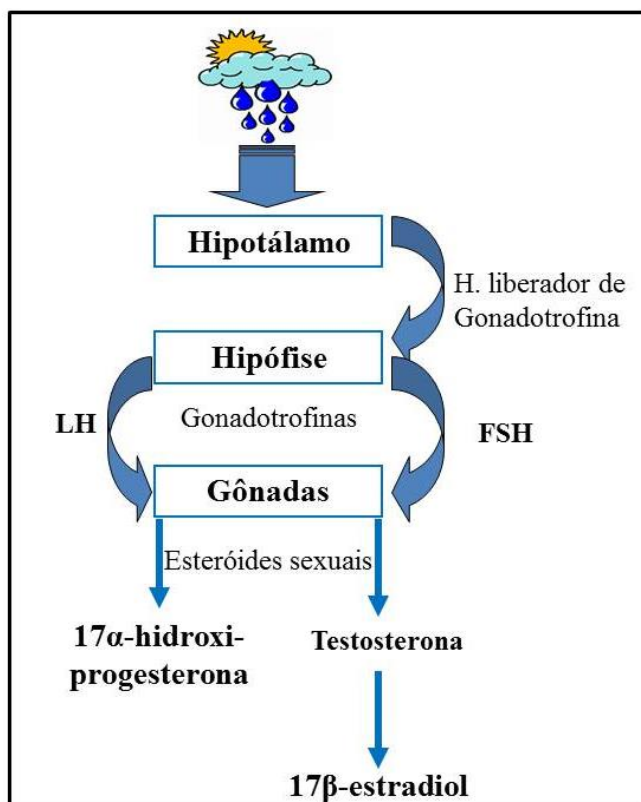 Hipotálamo
H. liberador de
Gonadotrofina
Hipófise
LH
Gonadotrofinas
FSH
Gônadas
Esteróides sexuais
17α-hidroxi-
progesterona
Testosterona
17β-estradiol